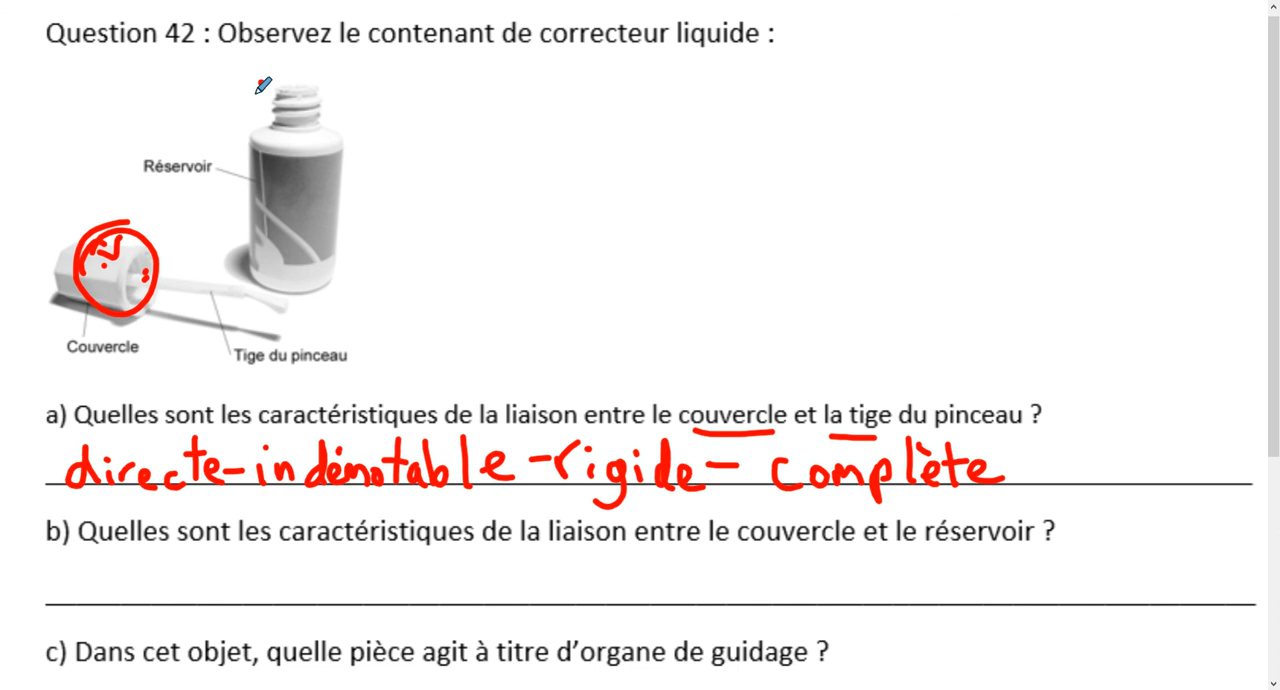 Question 42 : Observez le contenant de correcteur liquide :
Réservoir
Couvercle
Tige du pinceau
a) Quelles sont les caractéristiques de la liaison entre le couvercle et la tige du pinceau ?
directe-indémotable-rigide- complète
b) Quelles sont les caractéristiques de la liaison entre le couvercle et le réservoir ?
c) Dans cet objet, quelle pièce agit à titre d’organe de guidage ?